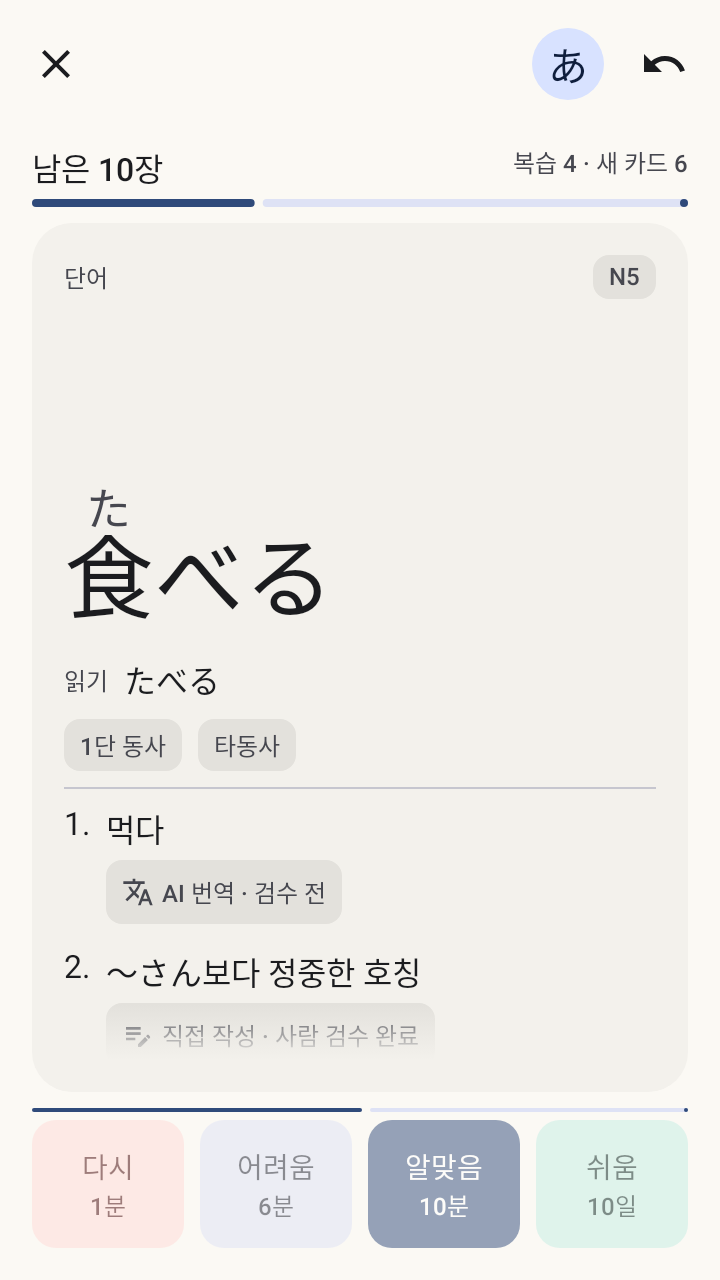 あ
남은 10장
복습 4 · 새 카드 6
단어
N5
た
食べる
읽기 たべる
1단 동사 타동사
1. 먹다
AI 번역 · 검수 전
2. 〜さん보다 정중한 호칭
직접 작성 · 사람 검수 완료
다시 어려움 알맞음 쉬움
1분 6분 10분 10일